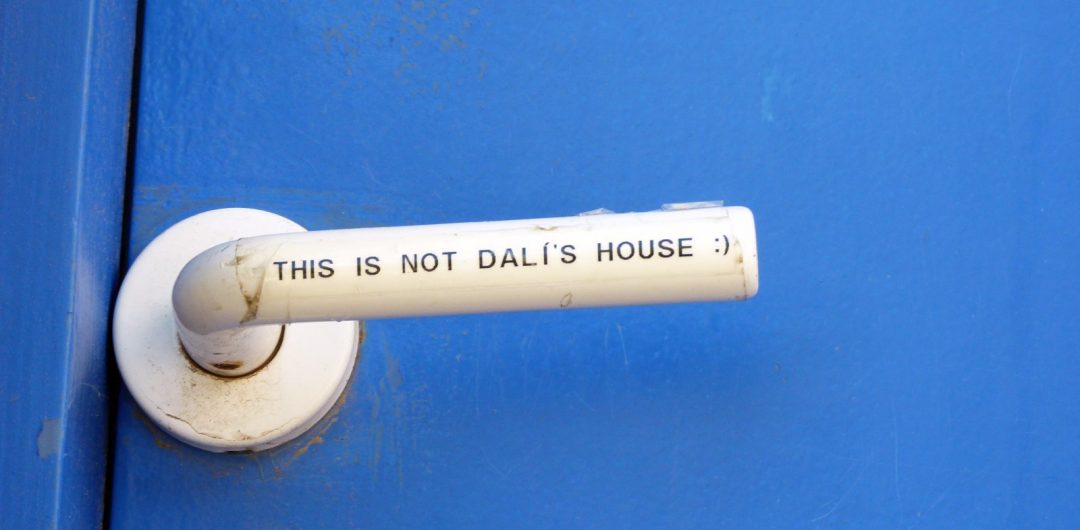 THIS IS NOT DALÍ'S HOUSE :)